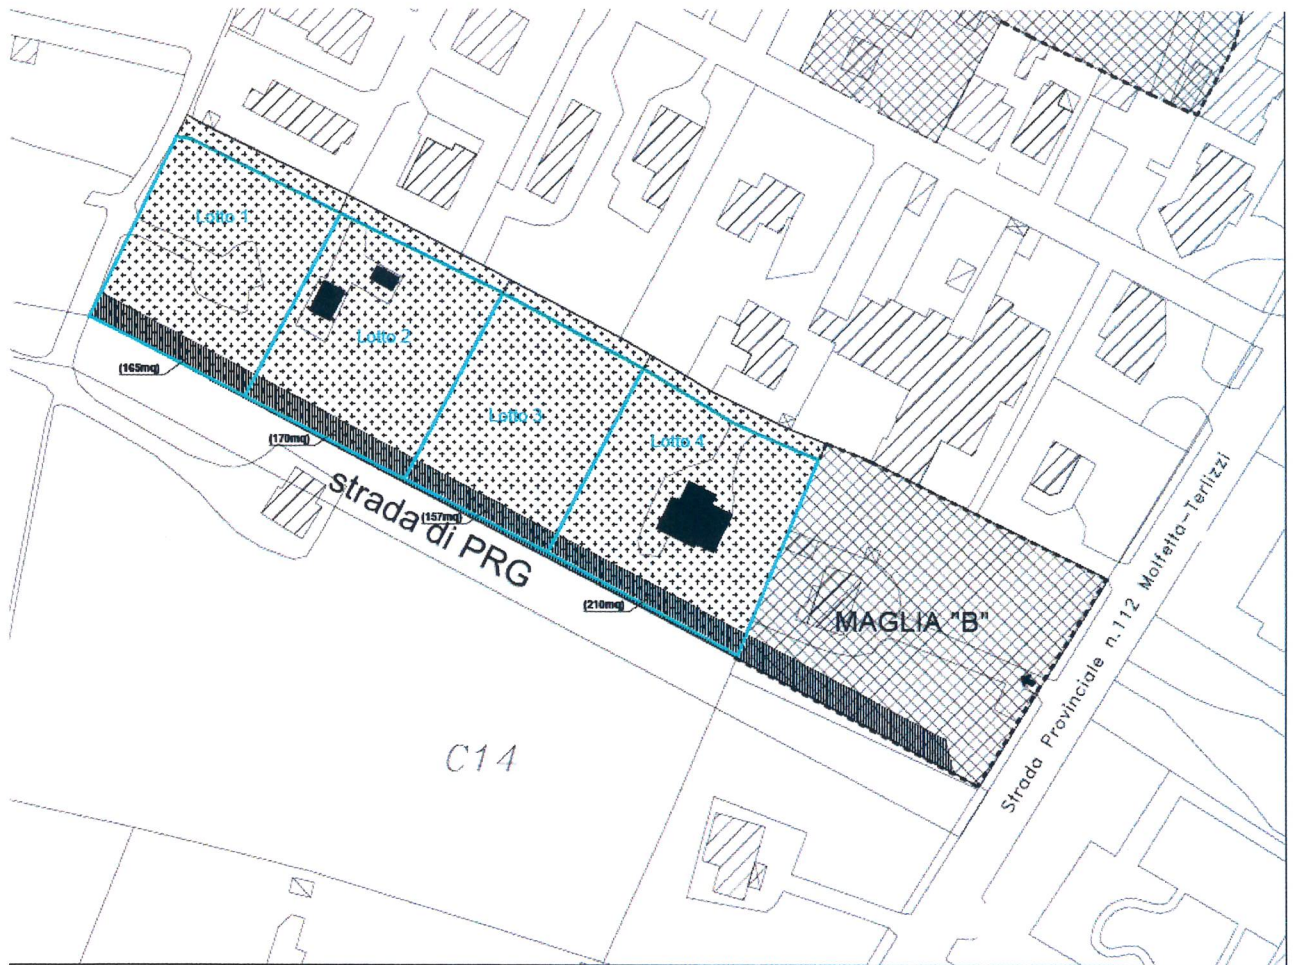 Lotto 1
Lotto 2
(165mq)
Lotto 3
(170mq)
Lotto 4
strada di PRG
(157mq)
(210mq)
MAGLIA "B"
Strada Provinciale n.112 Molfetta-Terlizzi
C14